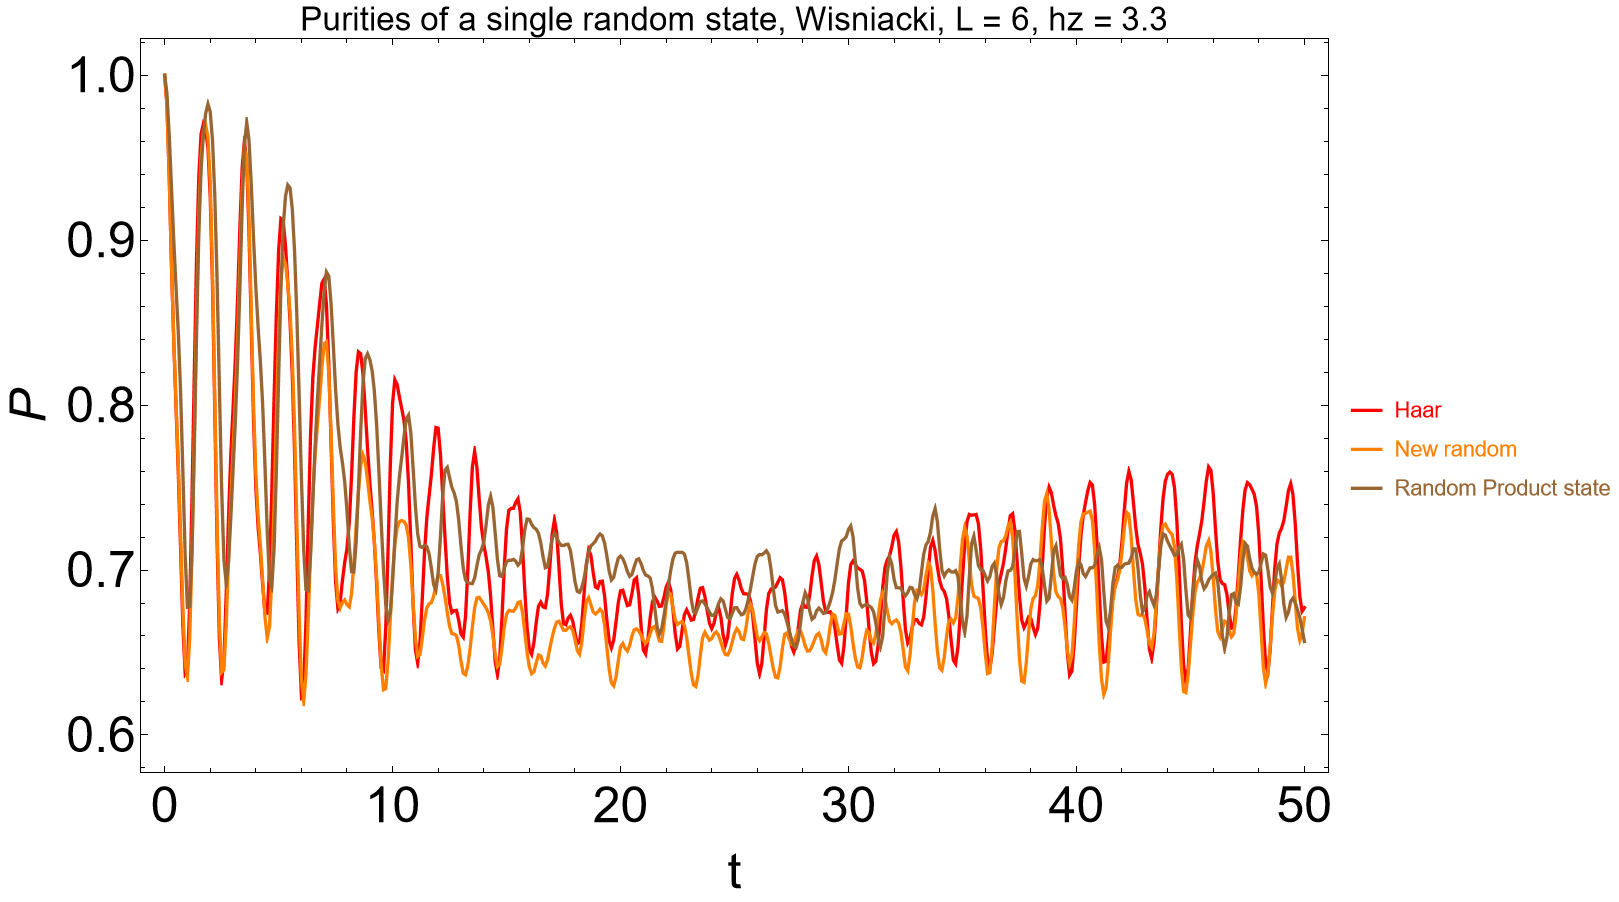 Purities of a single random state, Wisniacki, L = 6, hz = 3.3
1.0
0.9
0.8
0.7
0.6
P
0 10 20 30 40 50
t
Haar
New random
Random Product state